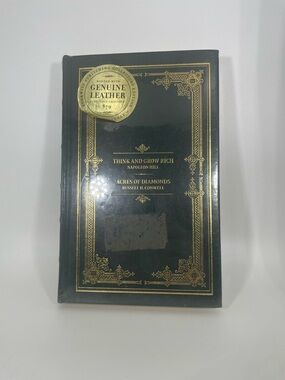 GENUINE
LEATHER
THINK AND GROW RICH
NAPOLEON HILL
ACRES OF DIAMONDS
RUSSELL H. CONWELL